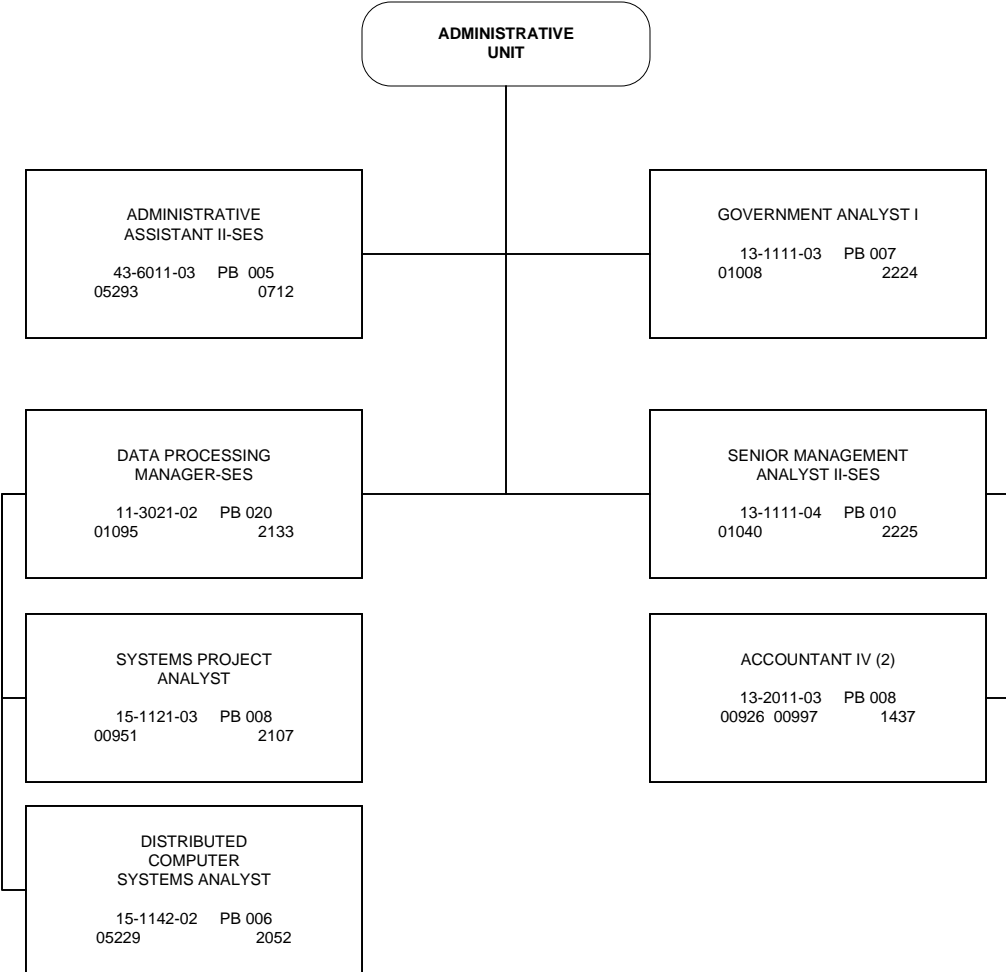 ADMINISTRATIVE
UNIT
ADMINISTRATIVE
ASSISTANT II-SES
43-6011-03 PB 005
05293 0712
GOVERNMENT ANALYST I
13-1111-03 PB 007
01008 2224
DATA PROCESSING
MANAGER-SES
11-3021-02 PB 020
01095 2133
SENIOR MANAGEMENT
ANALYST II-SES
13-1111-04 PB 010
01040 2225
SYSTEMS PROJECT
ANALYST
15-1121-03 PB 008
00951 2107
ACCOUNTANT IV (2)
13-2011-03 PB 008
00926 00997 1437
DISTRIBUTED
COMPUTER
SYSTEMS ANALYST
15-1142-02 PB 006
05229 2052